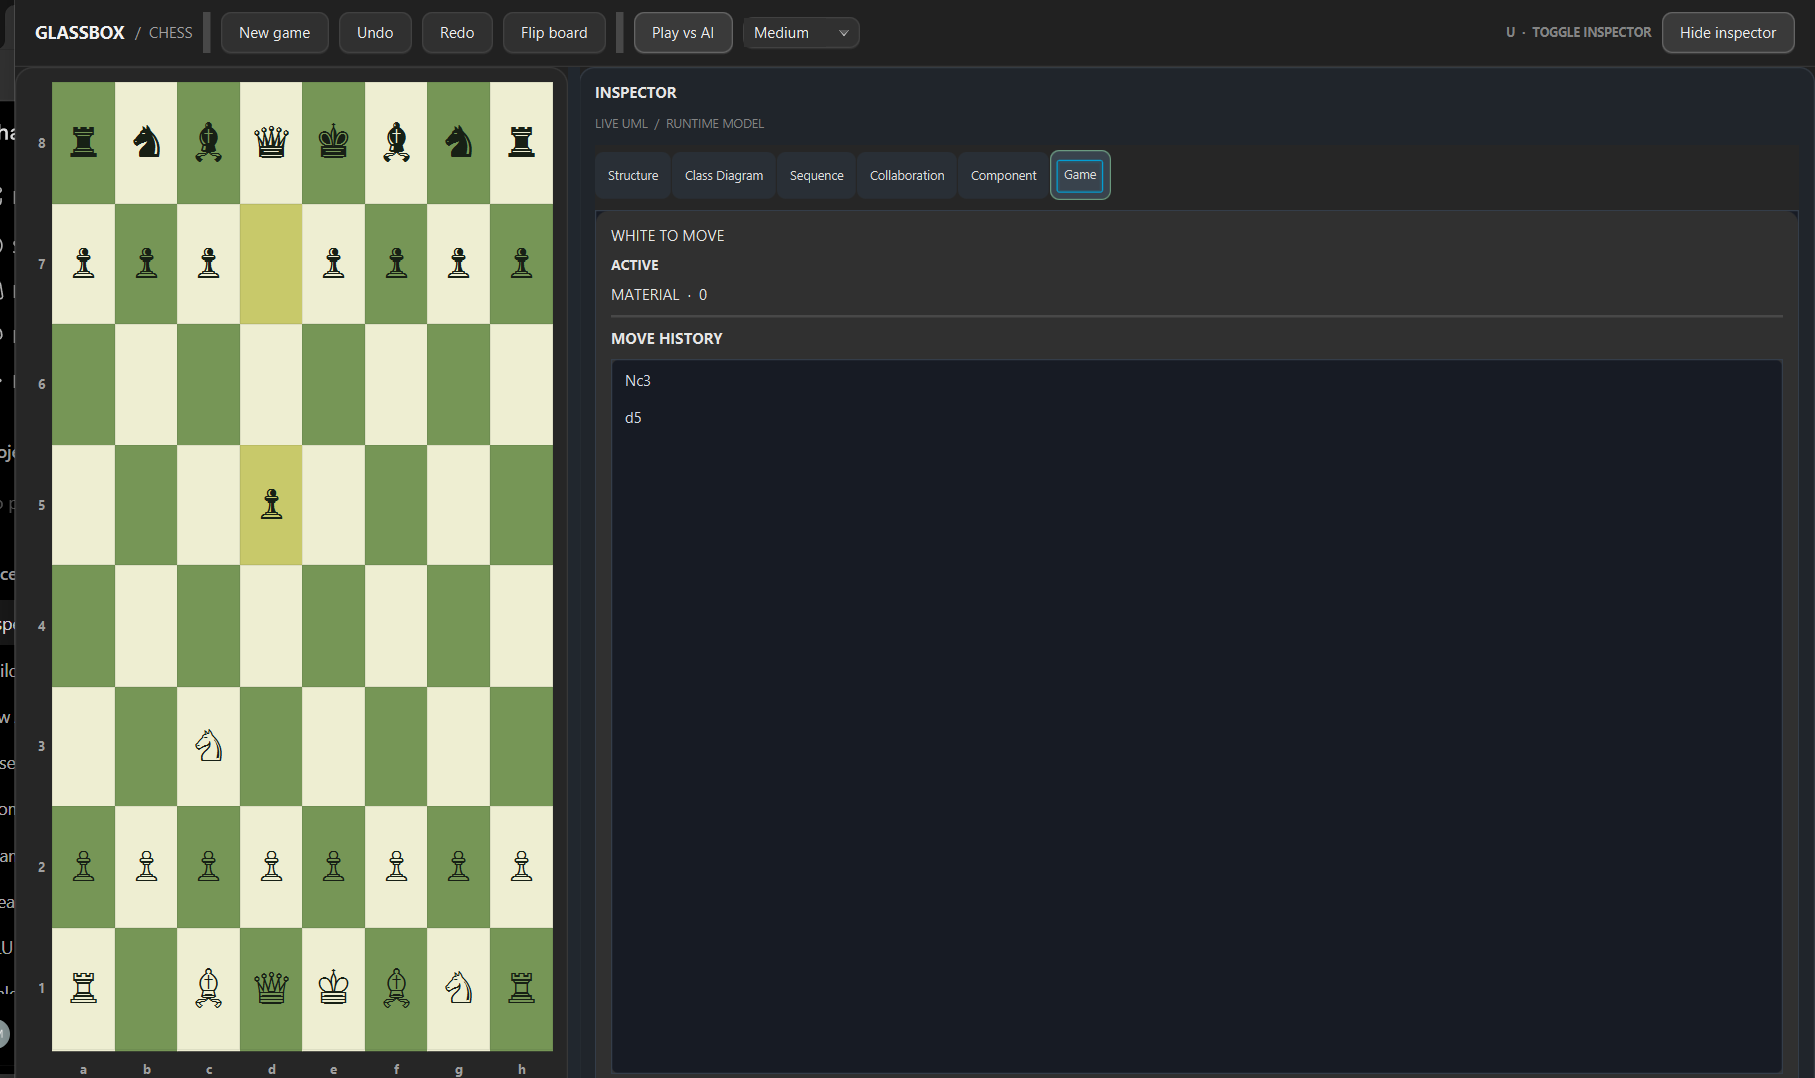 GLASSBOX / CHESS New game Undo Redo Flip board Play vs AI Medium U · TOGGLE INSPECTOR Hide inspector
INSPECTOR
LIVE UML / RUNTIME MODEL
Structure Class Diagram Sequence Collaboration Component Game
WHITE TO MOVE
ACTIVE
MATERIAL · 0
MOVE HISTORY
Nc3
d5
8
7
6
5
4
3
2
1
a b c d e f g h